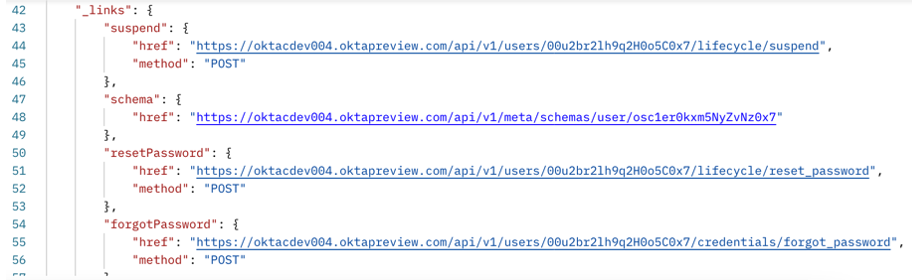 42 "_links": {
43 "suspend": {
44 "href": "https://oktacdev004.oktapreview.com/api/v1/users/00u2br2lh9q2H0o5C0x7/lifecycle/suspend",
45 "method": "POST"
46 },
47 "schema": {
48 "href": "https://oktacdev004.oktapreview.com/api/v1/meta/schemas/user/osc1er0kxm5NyZvNz0x7"
49 },
50 "resetPassword": {
51 "href": "https://oktacdev004.oktapreview.com/api/v1/users/00u2br2lh9q2H0o5C0x7/lifecycle/reset_password",
52 "method": "POST"
53 },
54 "forgotPassword": {
55 "href": "https://oktacdev004.oktapreview.com/api/v1/users/00u2br2lh9q2H0o5C0x7/credentials/forgot_password",
56 "method": "POST"